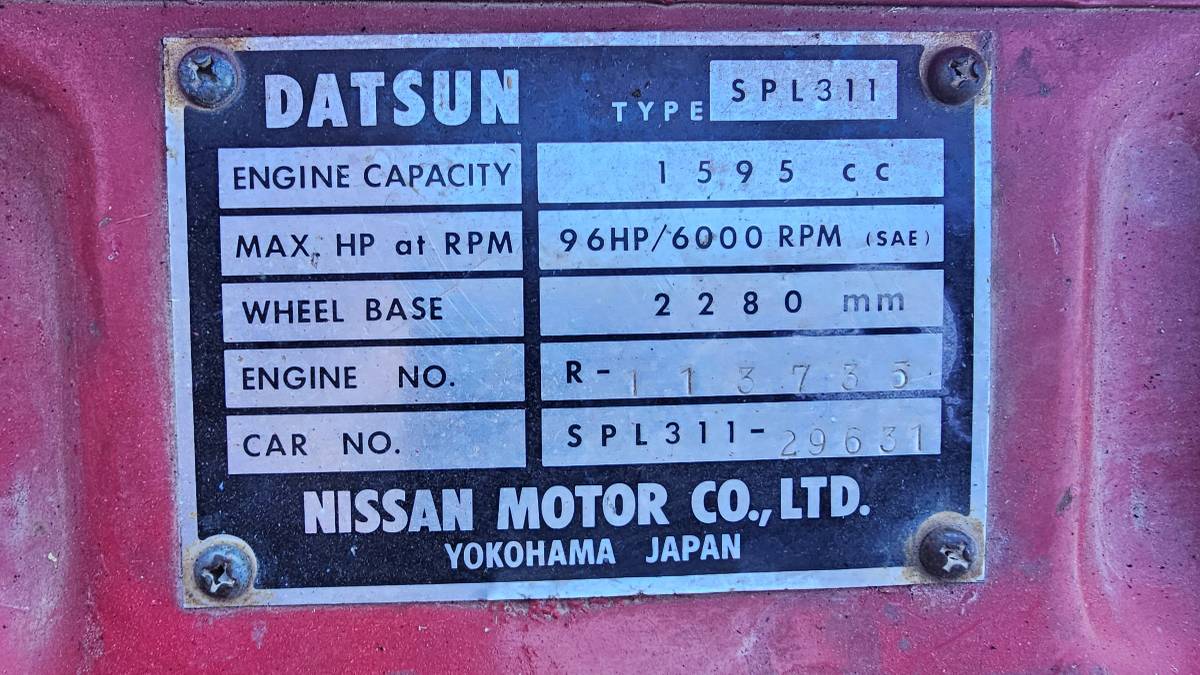 DATSUN TYPE SPL311
ENGINE CAPACITY 1595 cc
MAX. HP at RPM 96HP/6000 RPM (SAE)
WHEEL BASE 2280 mm
ENGINE NO. R-113735
CAR NO. SPL311-29631
NISSAN MOTOR CO., LTD.
YOKOHAMA JAPAN